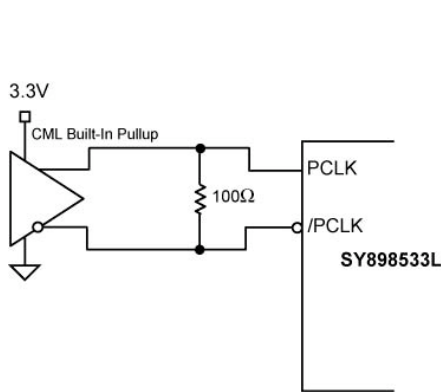 3.3V
CML Built-In Pullup
PCLK
100Ω
/PCLK
SY898533L